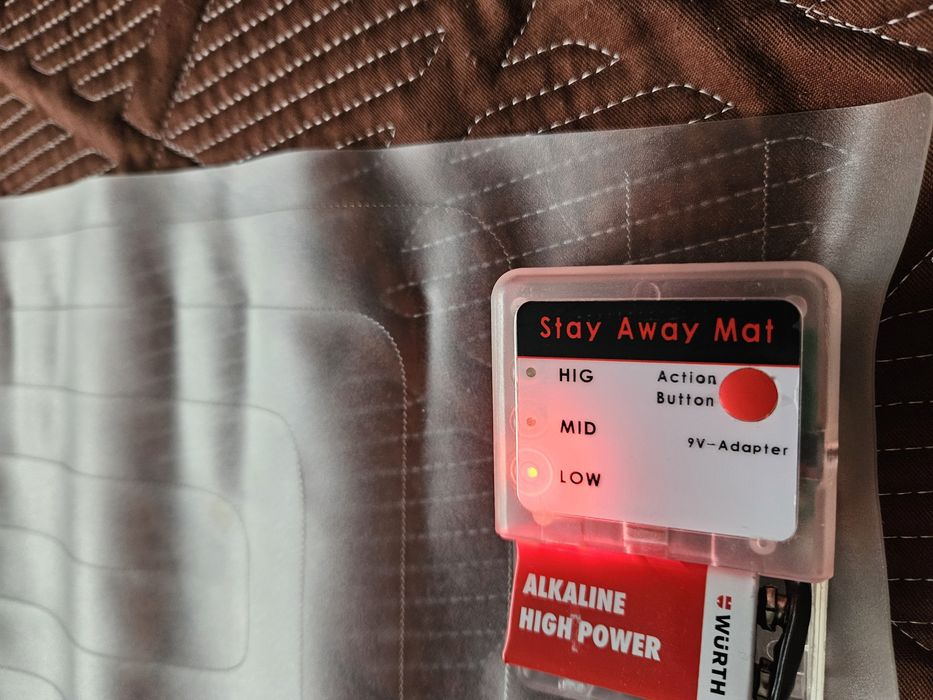 Stay Away Mat
HIG
MID
LOW
Action
Button
9V-Adapter
ALKALINE
HIGH POWER
WÜRTH